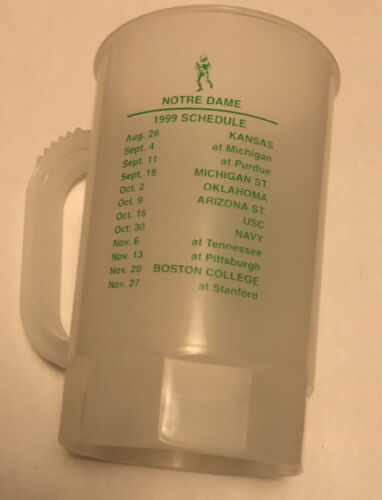 NOTRE DAME
1999 SCHEDULE
Aug. 28 KANSAS
Sept. 4 at Michigan
Sept. 11 at Purdue
Sept. 18 MICHIGAN ST.
Oct. 2 OKLAHOMA
Oct. 9 ARIZONA ST.
Oct. 16 USC
Oct. 30 NAVY
Nov. 6 at Tennessee
Nov. 13 at Pittsburgh
Nov. 20 BOSTON COLLEGE
Nov. 27 at Stanford